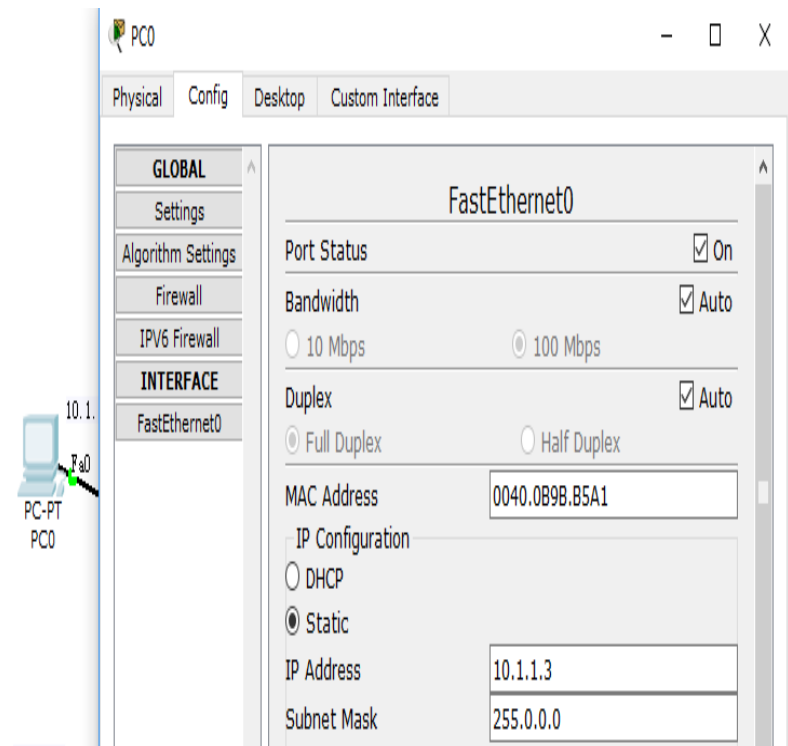 PC0
Physical Config Desktop Custom Interface
GLOBAL
Settings
Algorithm Settings
Firewall
IPV6 Firewall
INTERFACE
FastEthernet0
FastEthernet0
Port Status On
Bandwidth Auto
10 Mbps 100 Mbps
Duplex Auto
Full Duplex Half Duplex
MAC Address 0040.0B9B.B5A1
IP Configuration
DHCP
Static
IP Address 10.1.1.3
Subnet Mask 255.0.0.0
10.1.
Fa0
PC-PT
PC0